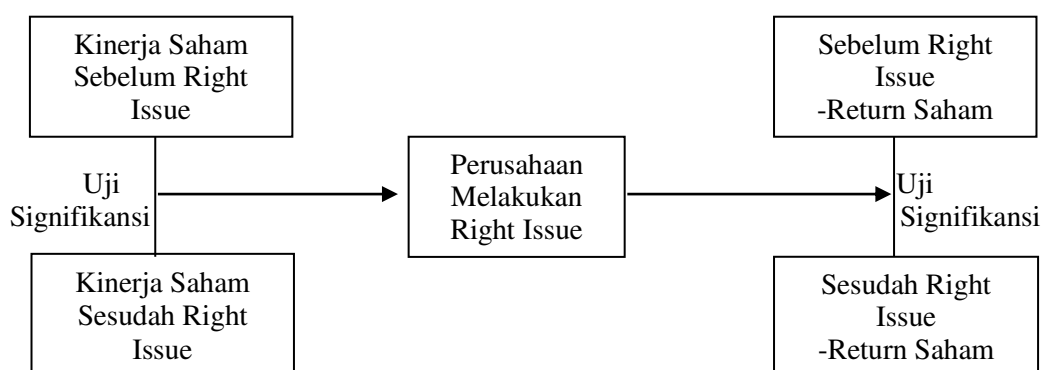 Kinerja Saham
Sebelum Right
Issue
Sebelum Right
Issue
-Return Saham
Uji
Signifikansi
Perusahaan
Melakukan
Right Issue
Uji
Signifikansi
Kinerja Saham
Sesudah Right
Issue
Sesudah Right
Issue
-Return Saham